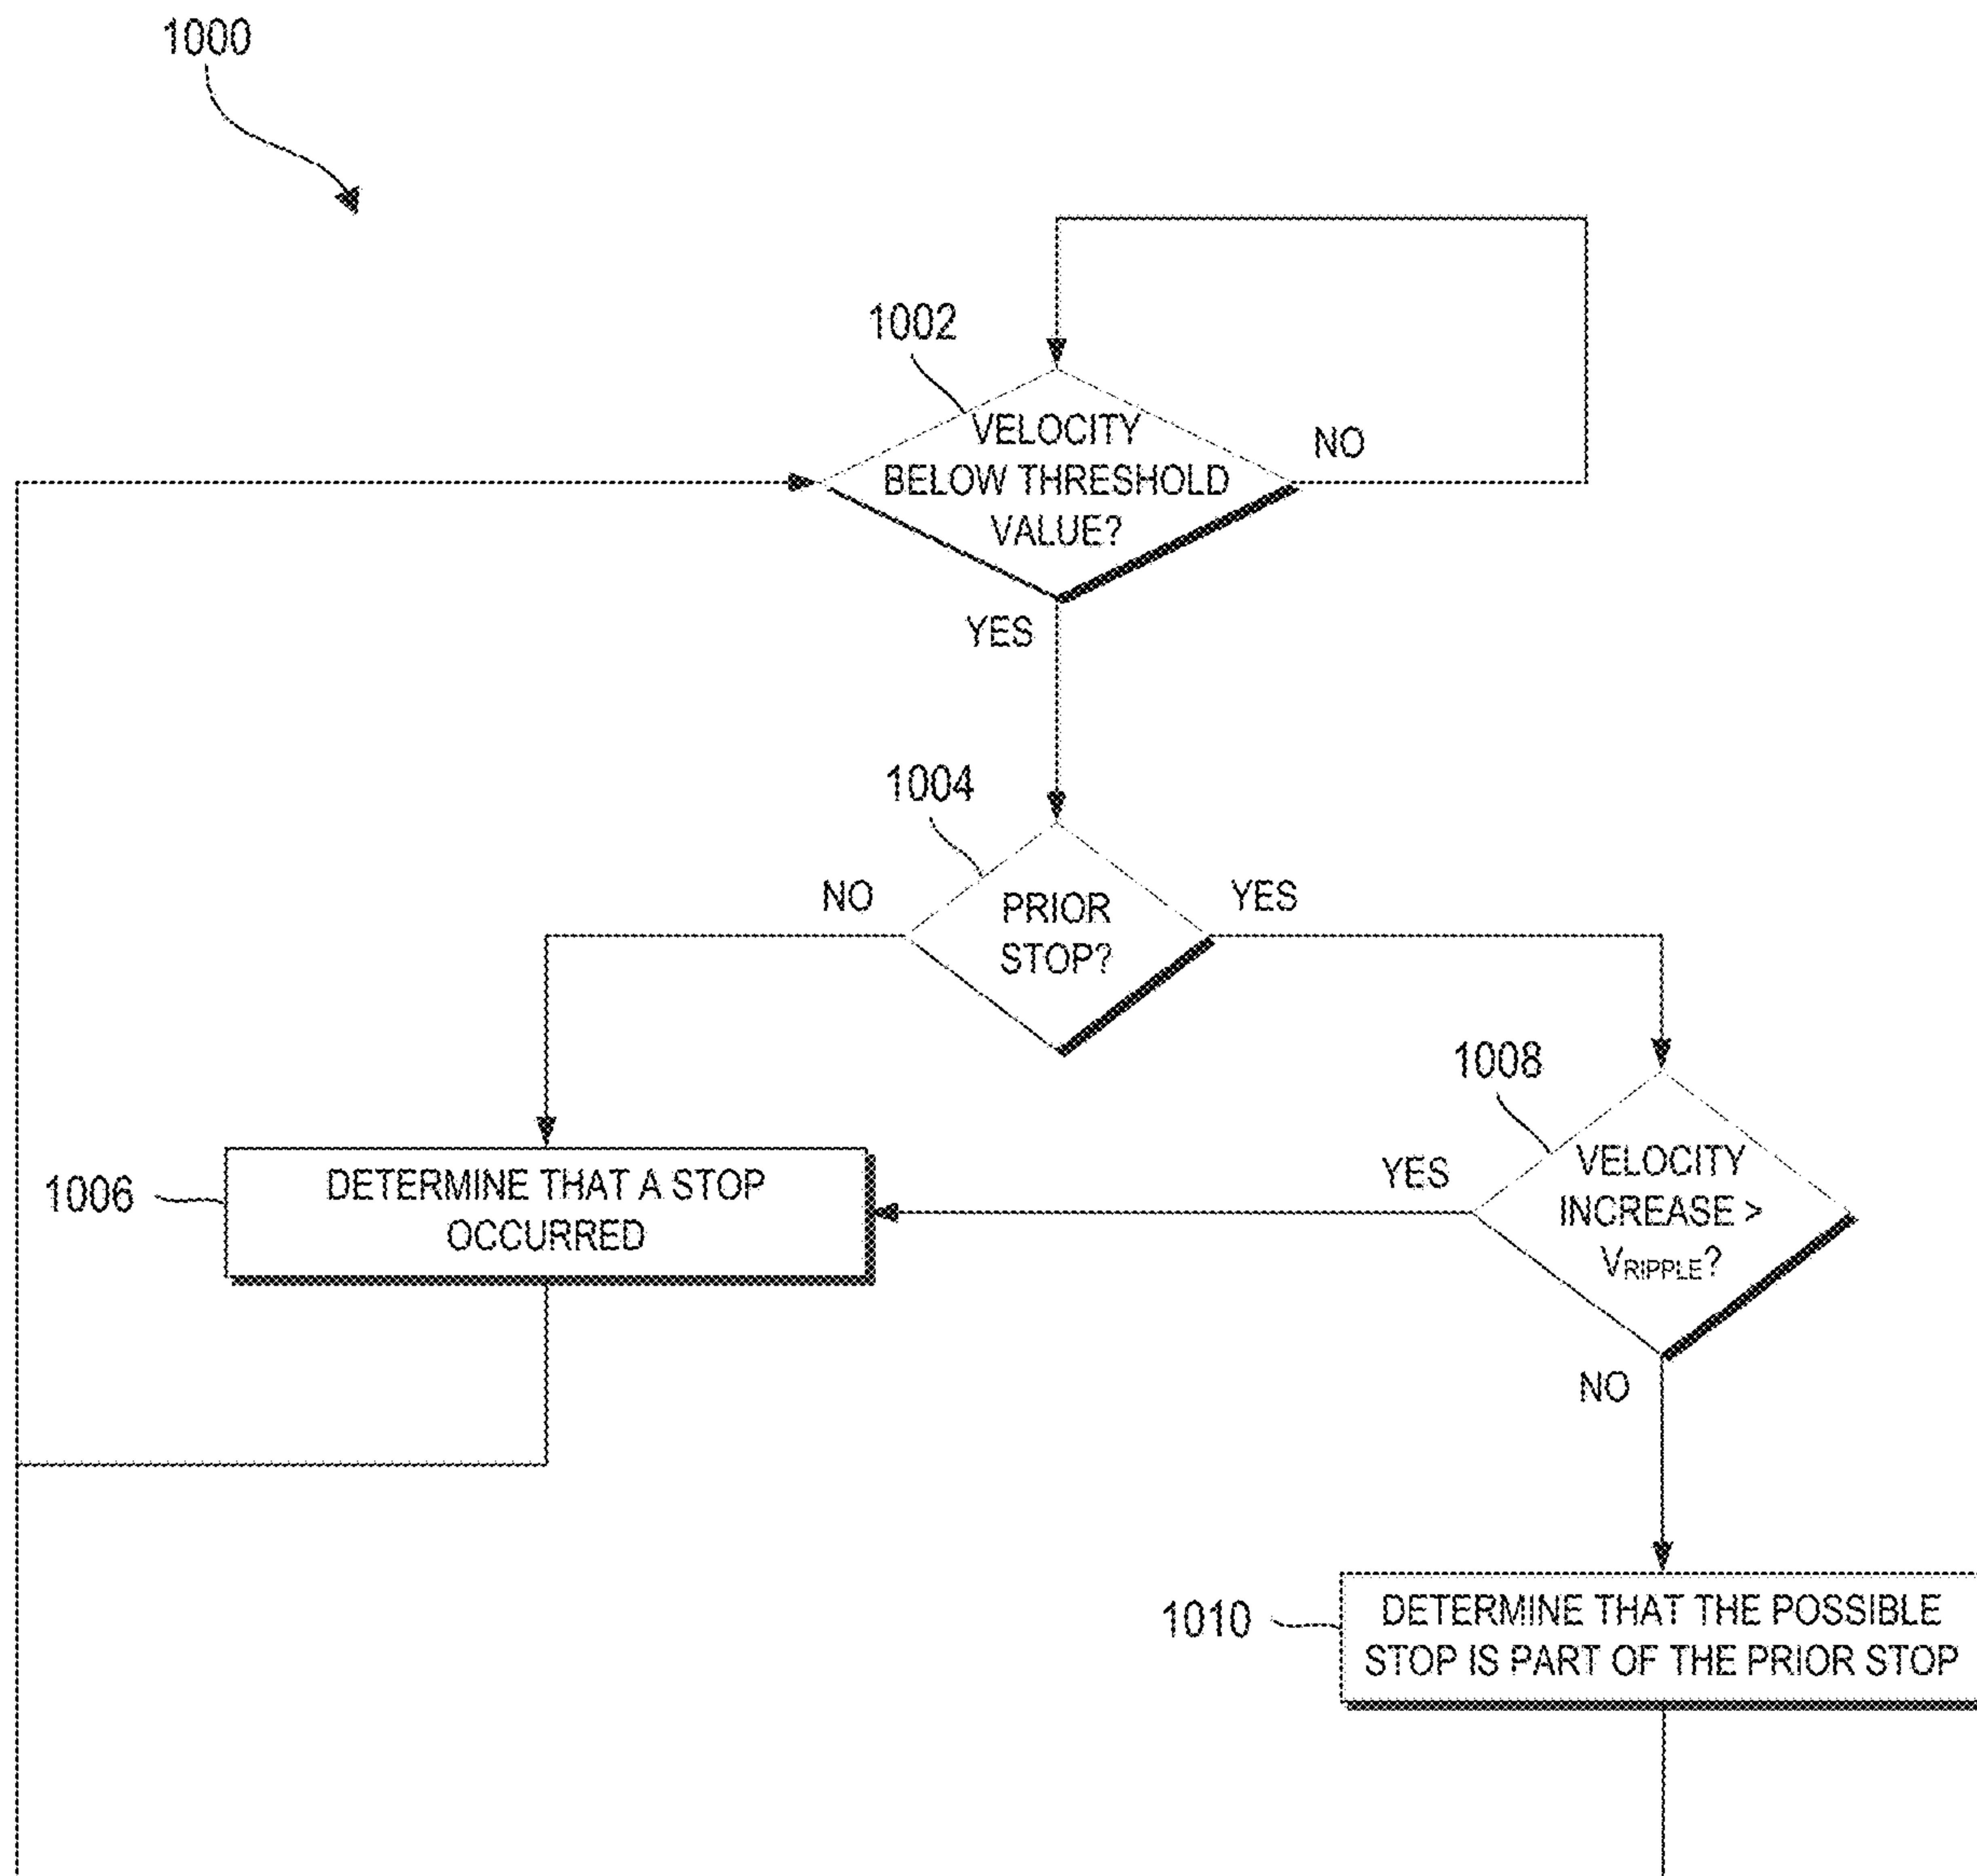 1000
1002
VELOCITY
BELOW THRESHOLD
VALUE?
NO
YES
1004
NO
PRIOR
STOP?
YES
1008
1006
DETERMINE THAT A STOP
OCCURRED
YES
VELOCITY
INCREASE >
VRIPPLE?
NO
1010
DETERMINE THAT THE POSSIBLE
STOP IS PART OF THE PRIOR STOP